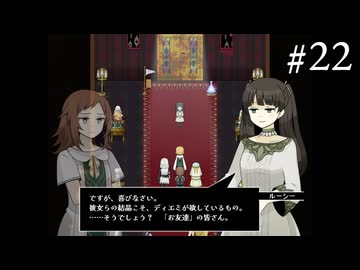 #22
ルーシー
ですが、喜びなさい。
彼女らの結晶こそ、ディエミが欲しているもの。
……そうでしょう？　「お友達」の皆さん。